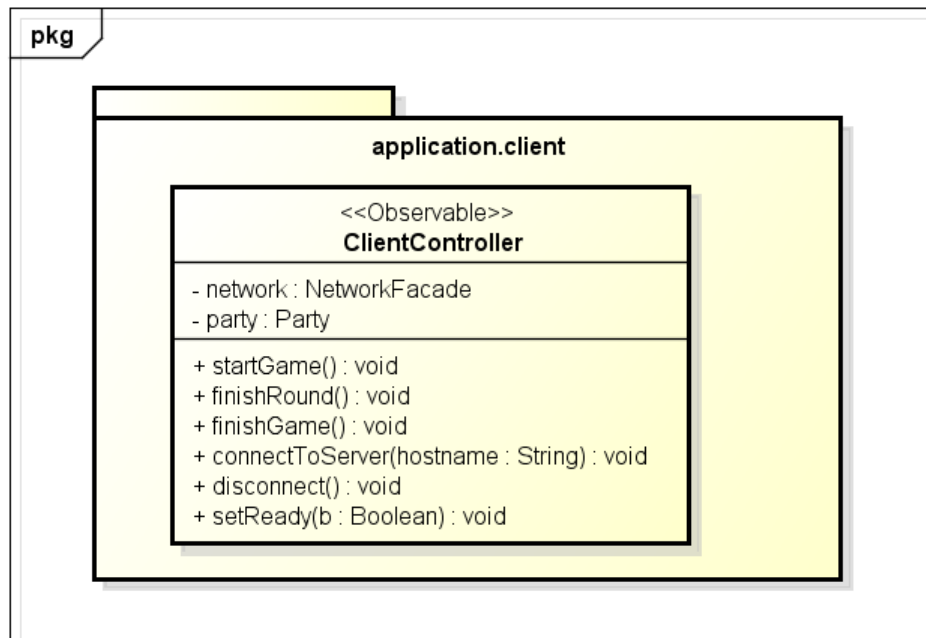 pkg
application.client
<<Observable>>
ClientController
- network : NetworkFacade
- party : Party
+ startGame() : void
+ finishRound() : void
+ finishGame() : void
+ connectToServer(hostname : String) : void
+ disconnect() : void
+ setReady(b : Boolean) : void